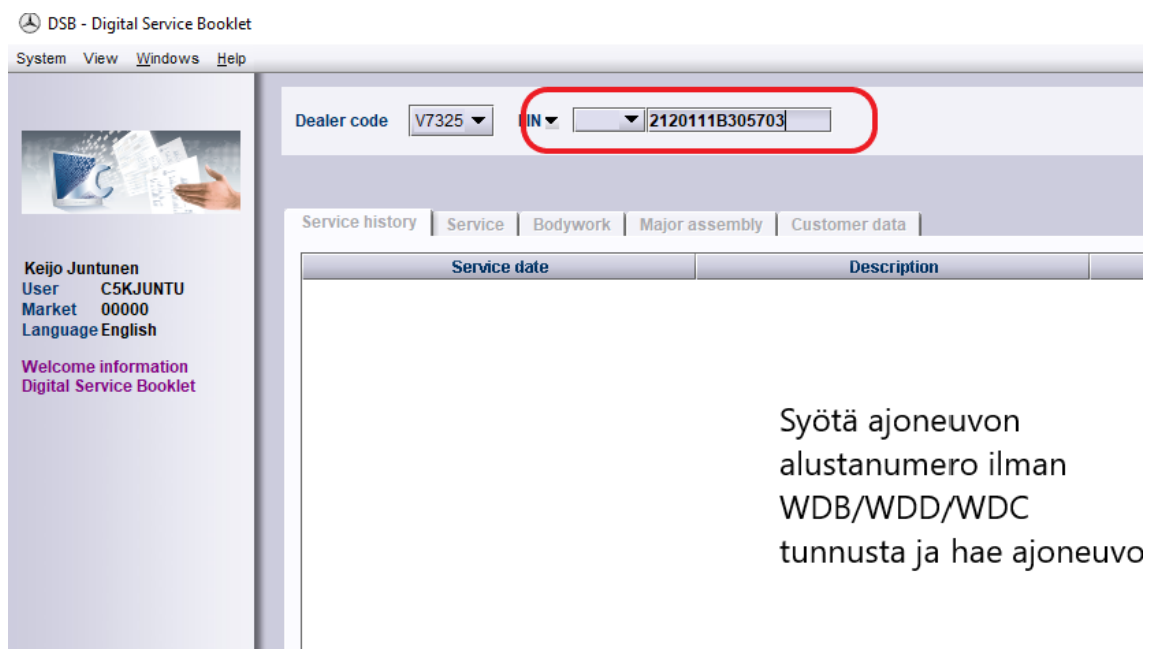 DSB - Digital Service Booklet
System View Windows Help
Dealer code V7325 IN 2120111B305703
Service history Service Bodywork Major assembly Customer data
Service date Description
Keijo Juntunen
User C5KJUNTU
Market 00000
Language English
Welcome information
Digital Service Booklet
Syötä ajoneuvon
alustanumero ilman
WDB/WDD/WDC
tunnusta ja hae ajoneuvo